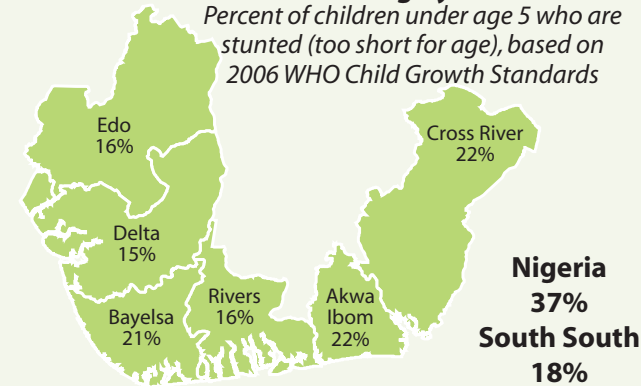 Percent of children under age 5 who are
stunted (too short for age), based on
2006 WHO Child Growth Standards
Edo
16%
Cross River
22%
Delta
15%
Bayelsa
21%
Rivers
16%
Akwa
Ibom
22%
Nigeria
37%
South South
18%